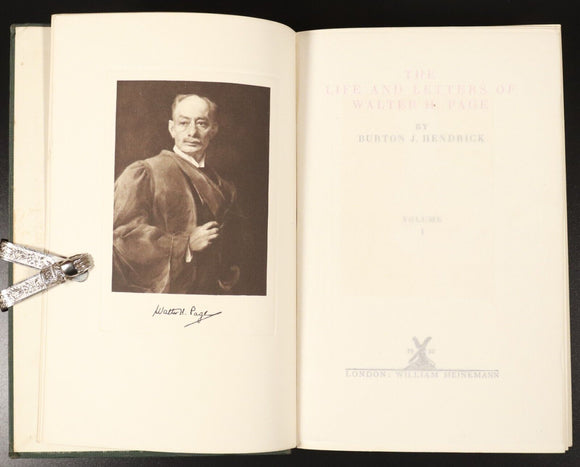 Walter H. Page
THE
LIFE AND LETTERS OF
WALTER H. PAGE
BY
BURTON J. HENDRICK
VOLUME
I
LONDON: WILLIAM HEINEMANN